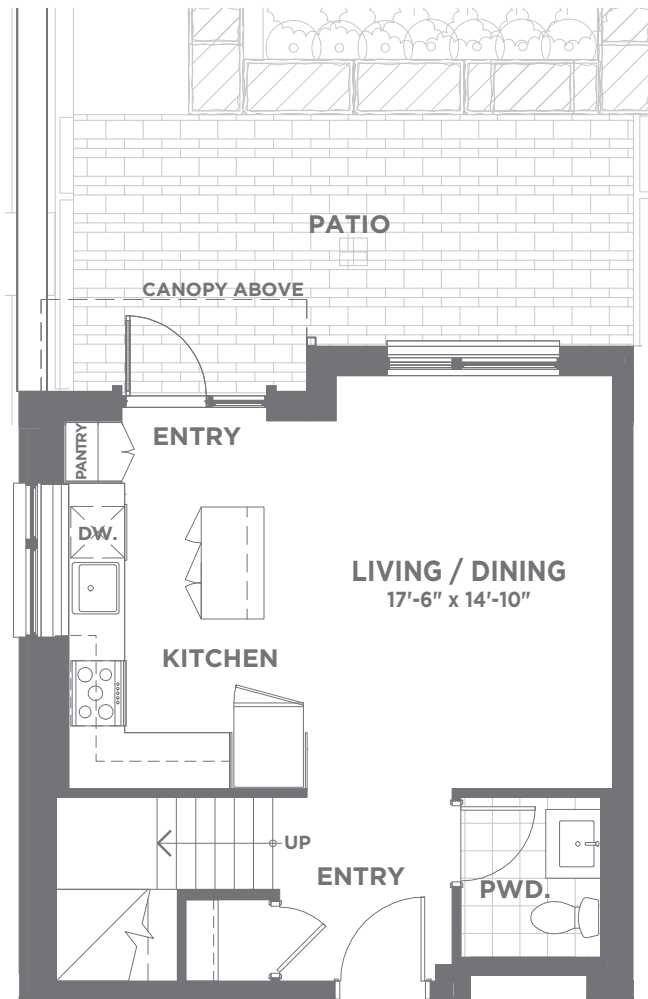 PATIO
CANOPY ABOVE
ENTRY
PANTRY
DW.
LIVING / DINING
17'-6" x 14'-10"
KITCHEN
UP
ENTRY
PWD.